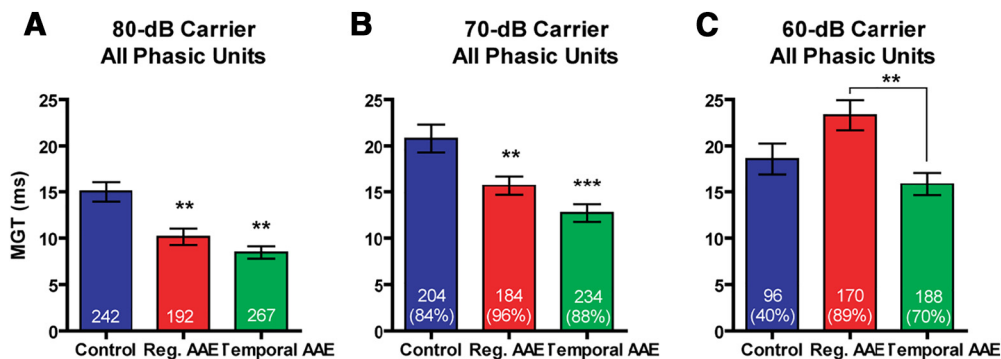 A
80-dB Carrier
All Phasic Units
MGT (ms)
25
20
15
10
5
0
**
**
242
192
267
Control Reg. AAE Temporal AAE
B
70-dB Carrier
All Phasic Units
25
20
15
10
5
0
**
***
204
(84%)
184
(96%)
234
(88%)
Control Reg. AAE Temporal AAE
C
60-dB Carrier
All Phasic Units
25
20
15
10
5
0
**
96
(40%)
170
(89%)
188
(70%)
Control Reg. AAE Temporal AAE